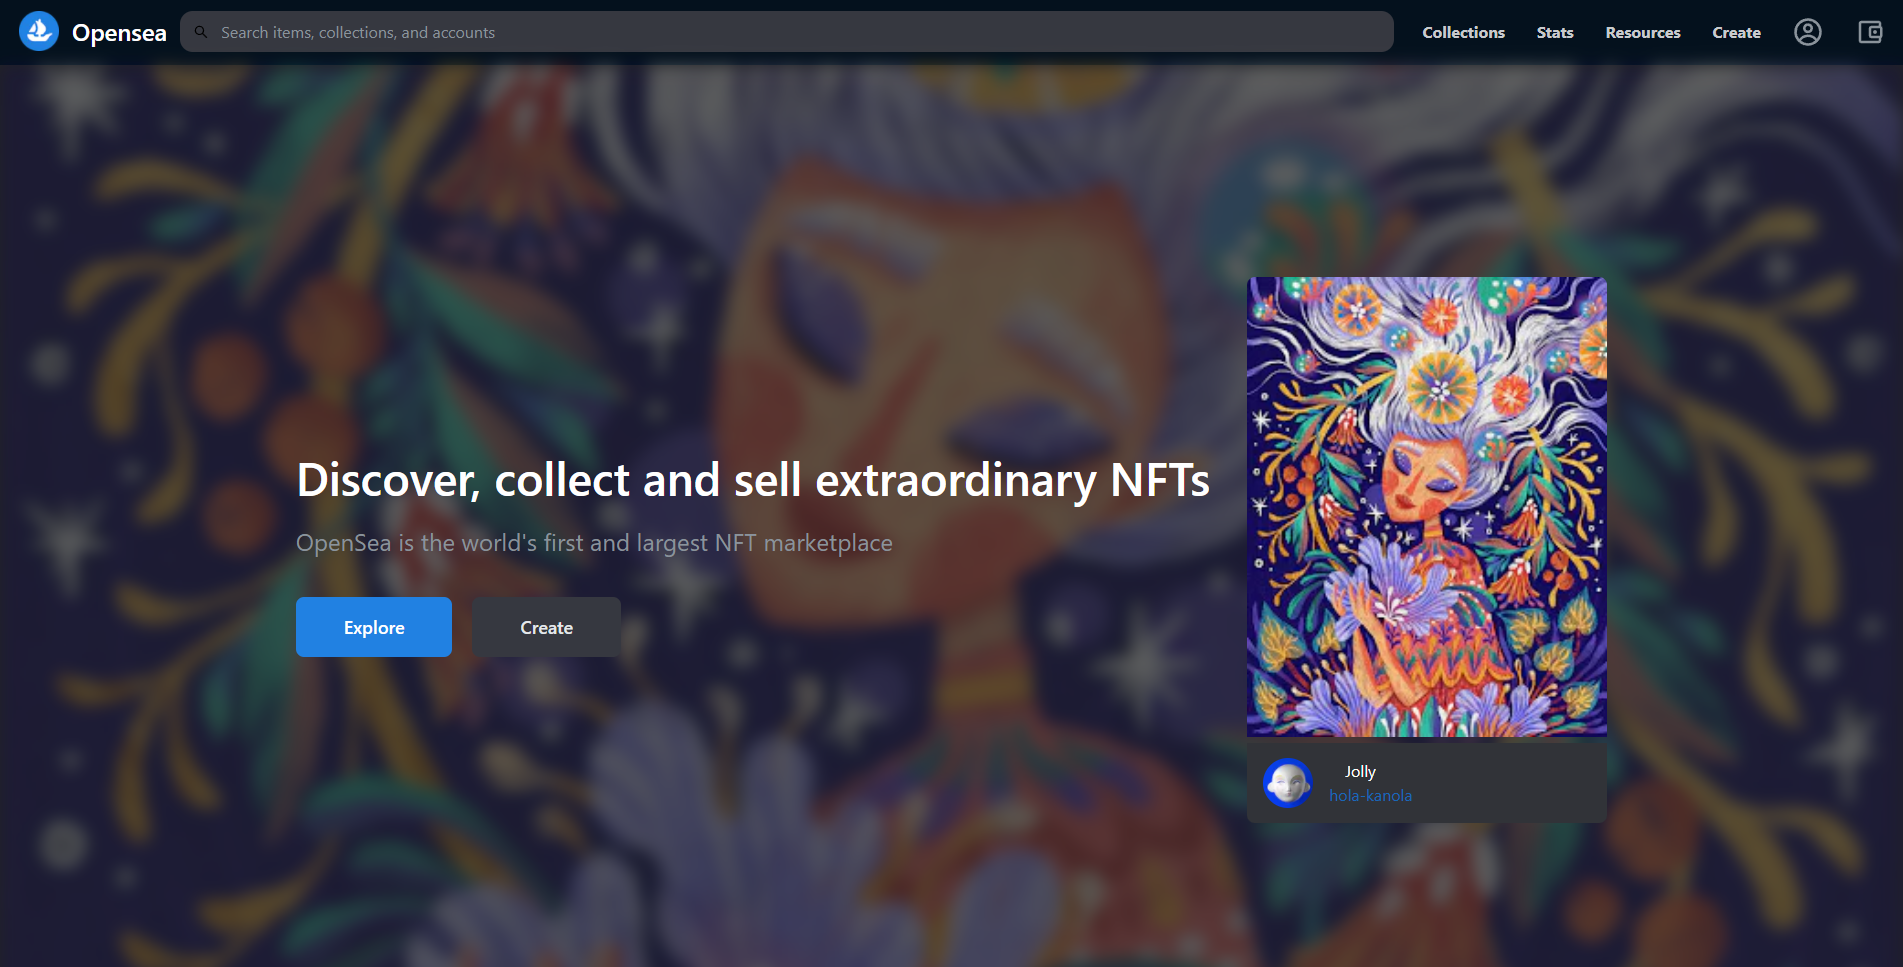 Opensea
Search items, collections, and accounts
Collections
Stats
Resources
Create
Discover, collect and sell extraordinary NFTs
OpenSea is the world's first and largest NFT marketplace
Explore
Create
Jolly
hola-kanola